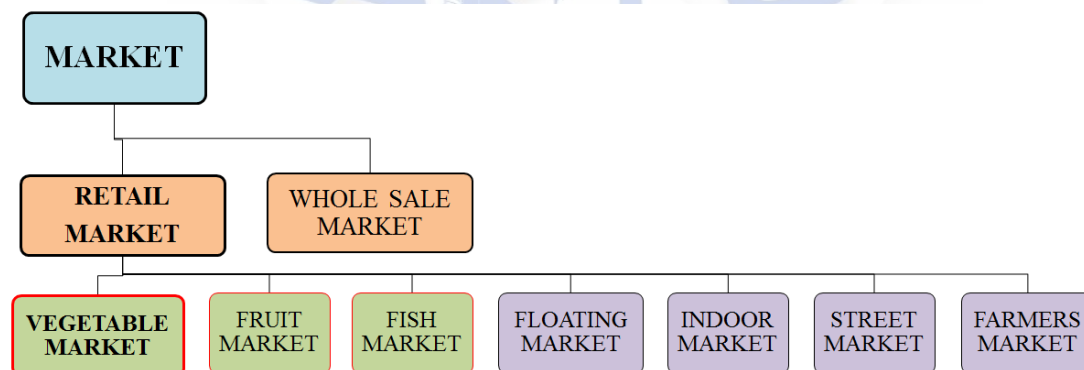 MARKET
RETAIL
MARKET
WHOLE SALE
MARKET
VEGETABLE
MARKET
FRUIT
MARKET
FISH
MARKET
FLOATING
MARKET
INDOOR
MARKET
STREET
MARKET
FARMERS
MARKET